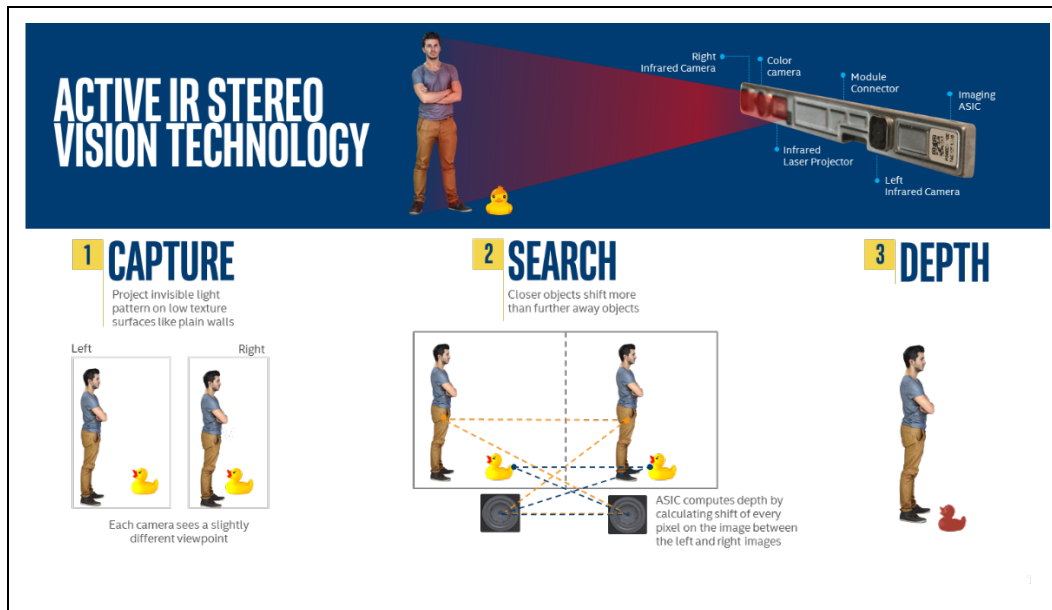 ACTIVE IR STEREO
VISION TECHNOLOGY
Right
Infrared Camera
Color
camera
Module
Connector
Imaging
ASIC
Infrared
Laser Projector
Left
Infrared Camera
1 CAPTURE
Project invisible light
pattern on low texture
surfaces like plain walls
Left
Right
Each camera sees a slightly
different viewpoint
2 SEARCH
Closer objects shift more
than further away objects
ASIC computes depth by
calculating shift of every
pixel on the image between
the left and right images
3 DEPTH